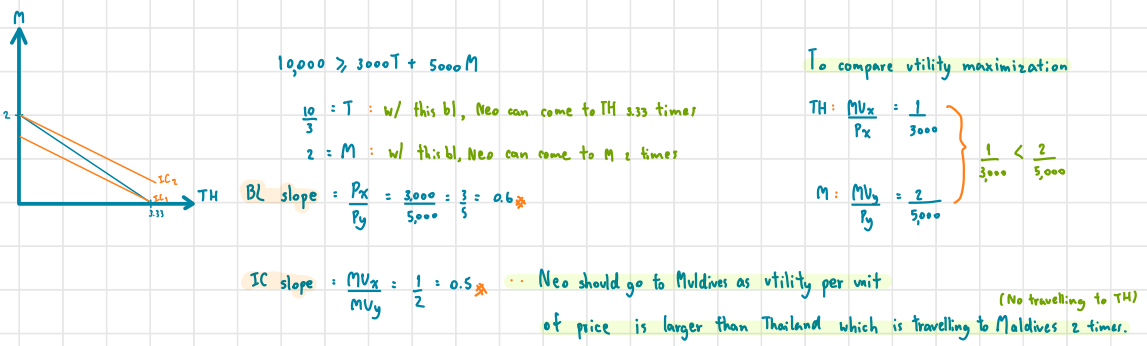 M
2
IC₂
IC₁
3.33
TH
10,000 ≥ 3000T + 5000M
10/3 = T : w/ this bl, Neo can come to TH 3.33 times
2 = M : w/ this bl, Neo can come to M 2 times
BL slope = Px/Py = 3,000/5,000 = 3/5 = 0.6 *
IC slope = MUx/MUy = 1/2 = 0.5 *
To compare utility maximization
TH : MUx/Px = 1/3000
1/3,000 < 2/5,000
M : MUy/Py = 2/5,000
∴ Neo should go to Muldives as utility per unit
of price is larger than Thailand which is travelling to Maldives 2 times.
(No travelling to TH)